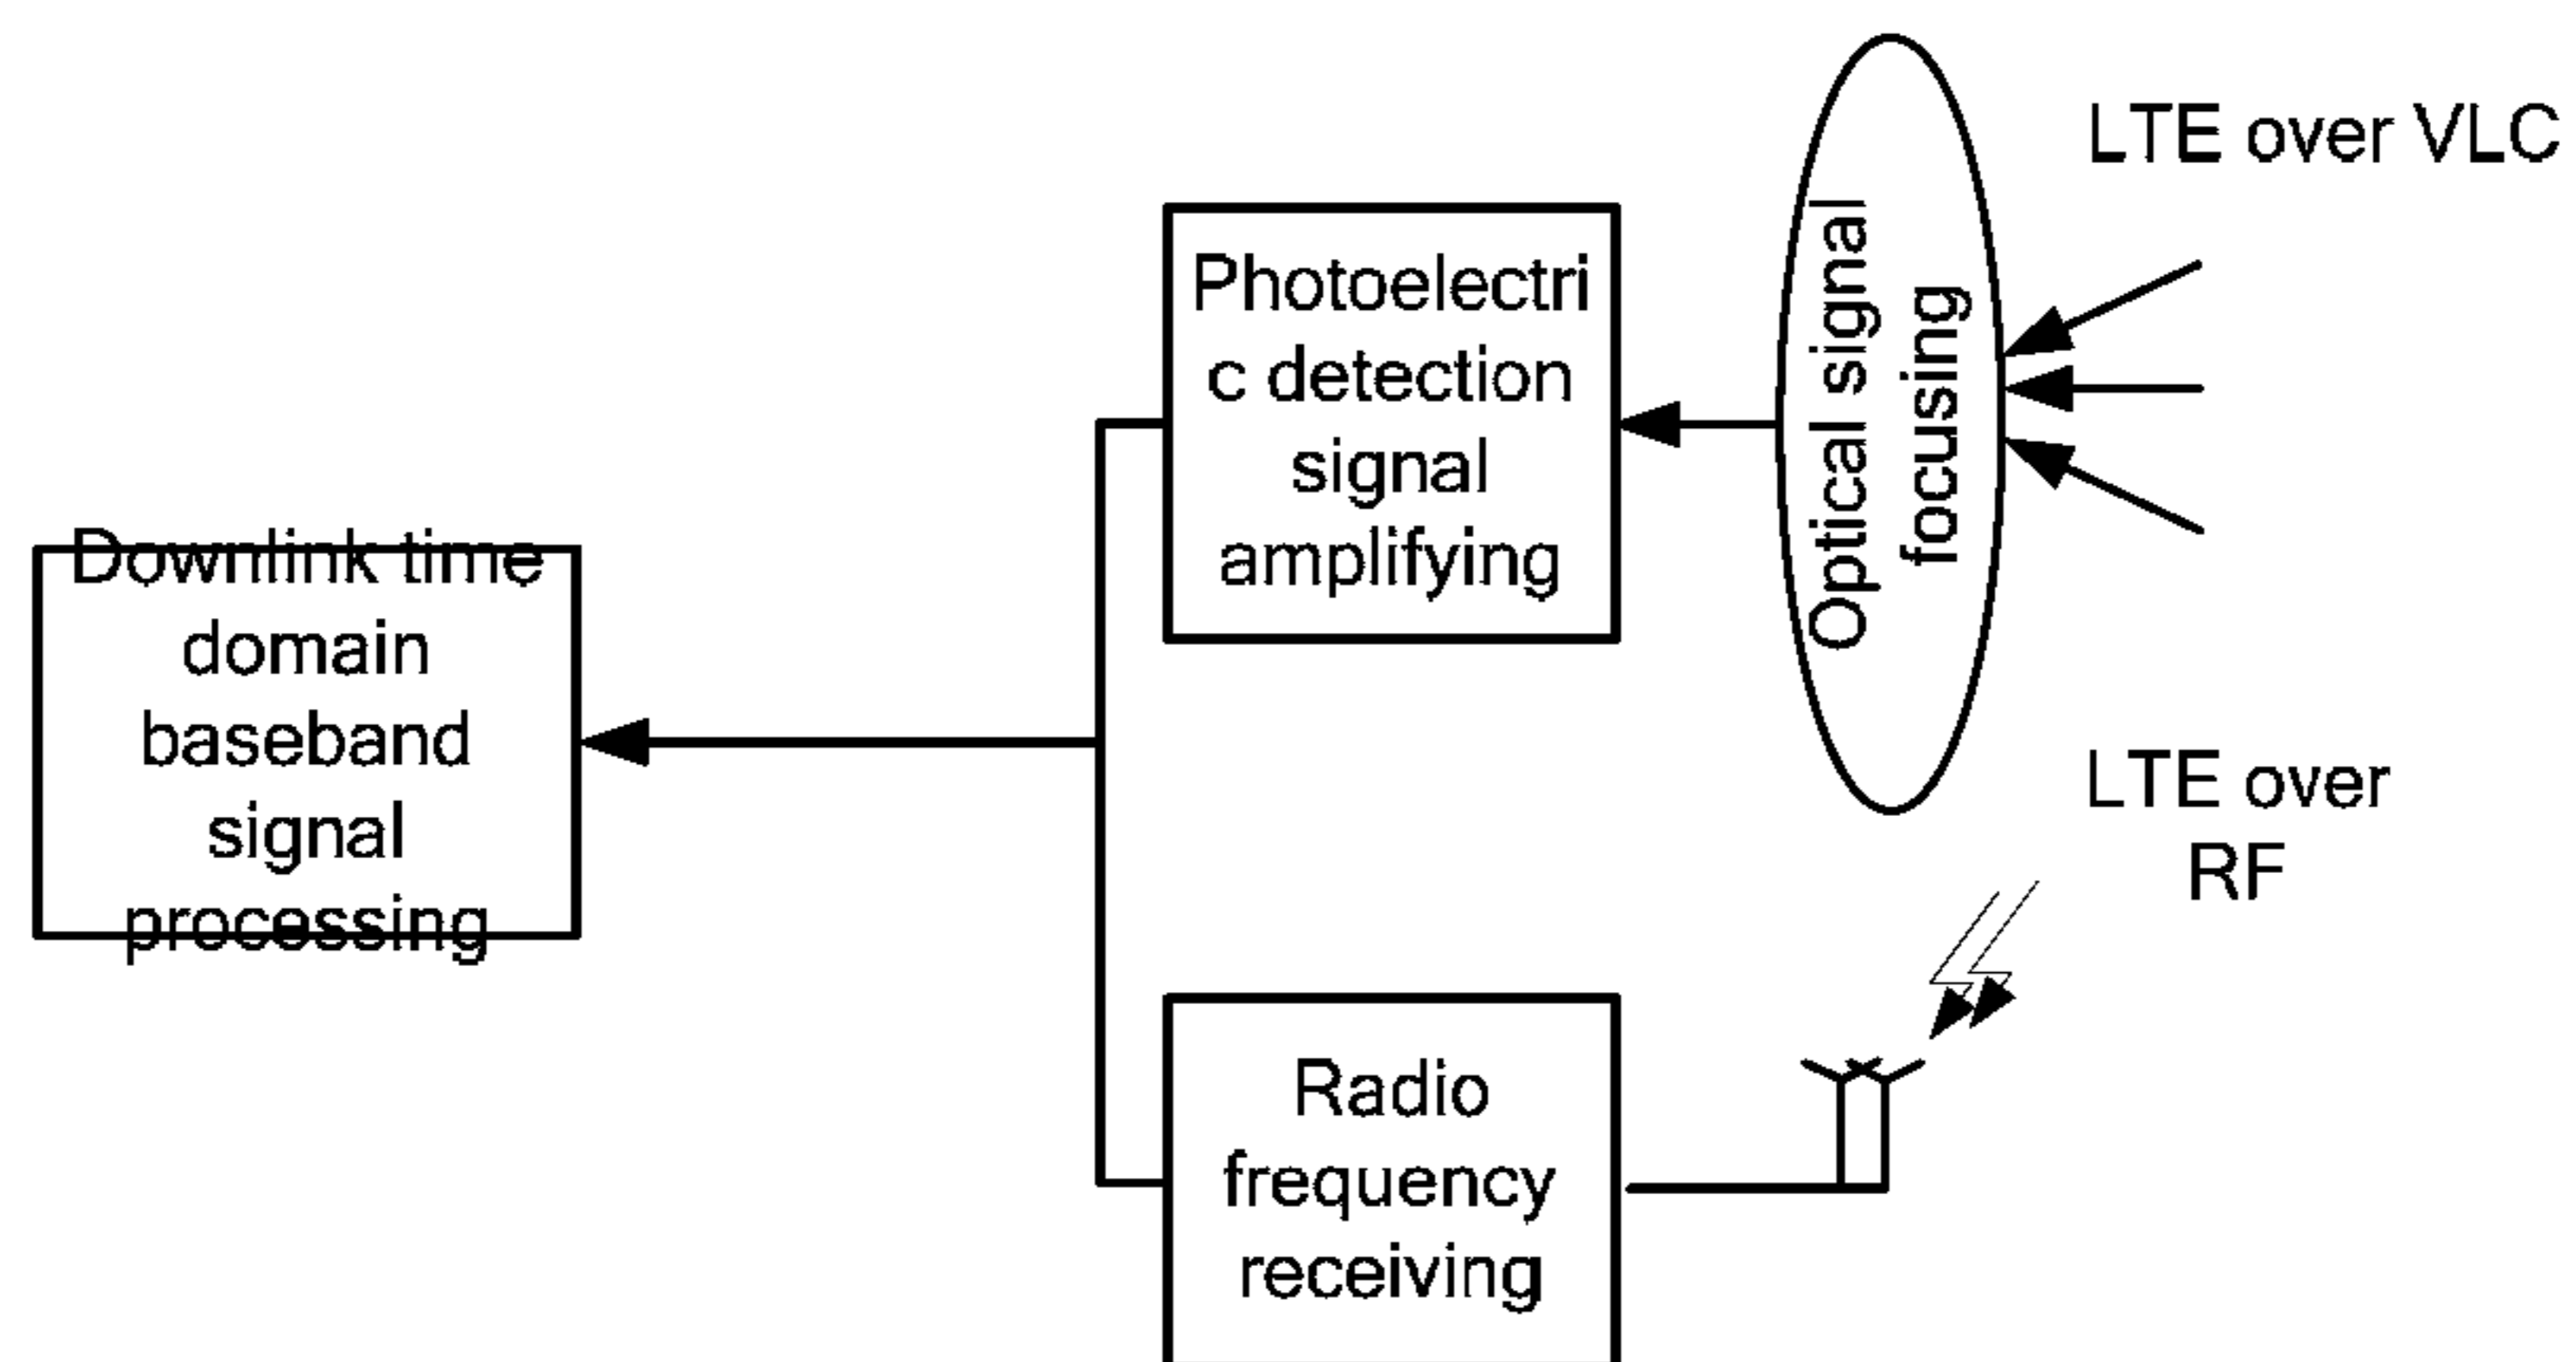 LTE over VLC
Optical signal
focusing
Photoelectri
c detection
signal
amplifying
Downlink time
domain
baseband
signal
processing
LTE over
RF
Radio
frequency
receiving